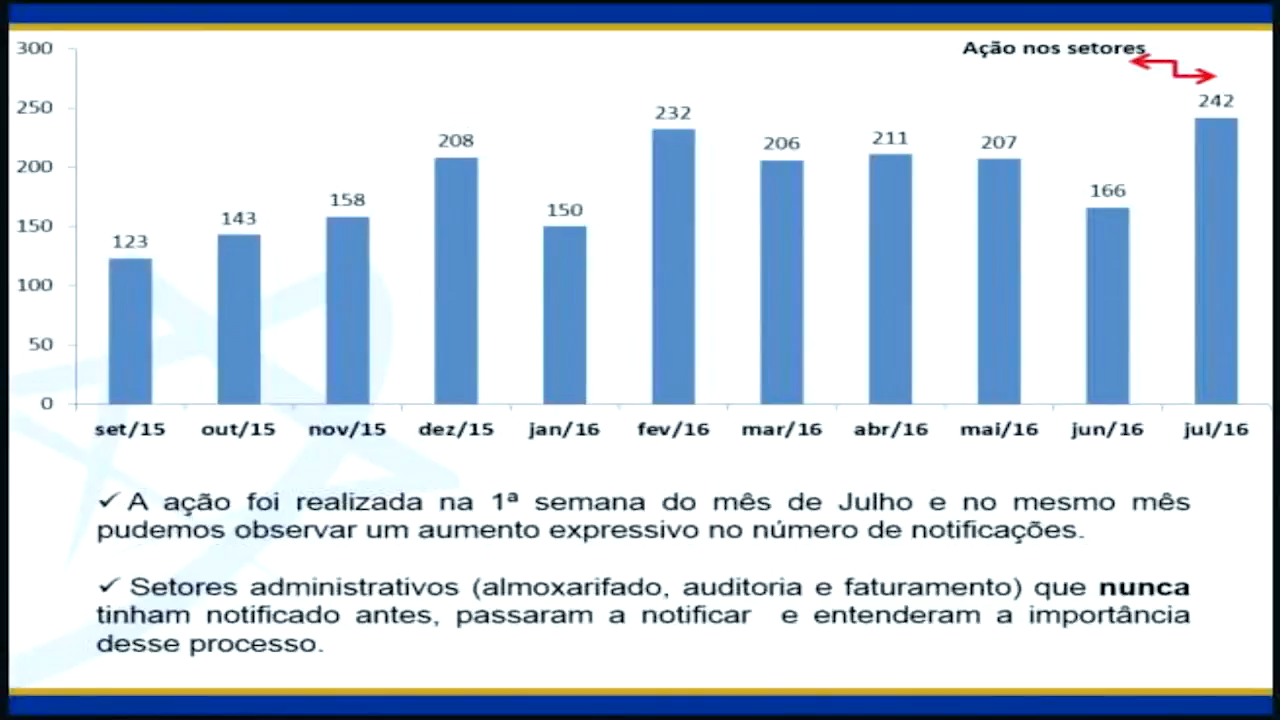 Ação nos setores
300
250
200
150
100
50
0
123
143
158
208
150
232
206
211
207
166
242
set/15 out/15 nov/15 dez/15 jan/16 fev/16 mar/16 abr/16 mai/16 jun/16 jul/16
✓ A ação foi realizada na 1ª semana do mês de Julho e no mesmo mês
pudemos observar um aumento expressivo no número de notificações.
✓ Setores administrativos (almoxarifado, auditoria e faturamento) que nunca
tinham notificado antes, passaram a notificar e entenderam a importância
desse processo.